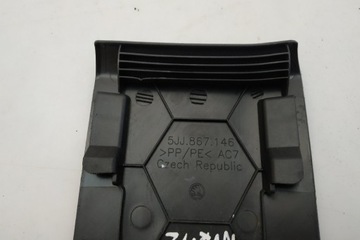 5JJ.867.146
>PP/PE< AC7
Czech Republic